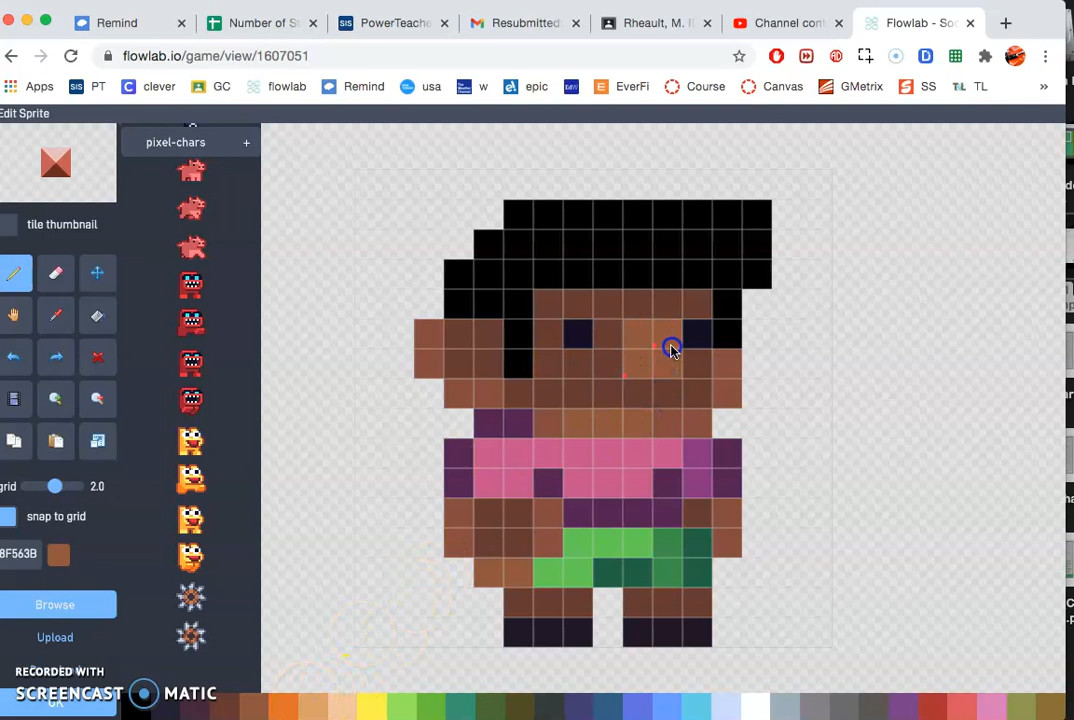 Remind
Number of S
PowerTeache
Resubmitted
Rheault, M. I
Channel cont
Flowlab - Soc
flowlab.io/game/view/1607051
Apps PT clever GC flowlab Remind usa w epic EverFi Course Canvas GMetrix SS TL
Edit Sprite
pixel-chars +
tile thumbnail
grid 2.0
snap to grid
8F563B
Browse
Upload
RECORDED WITH
SCREENCAST MATIC